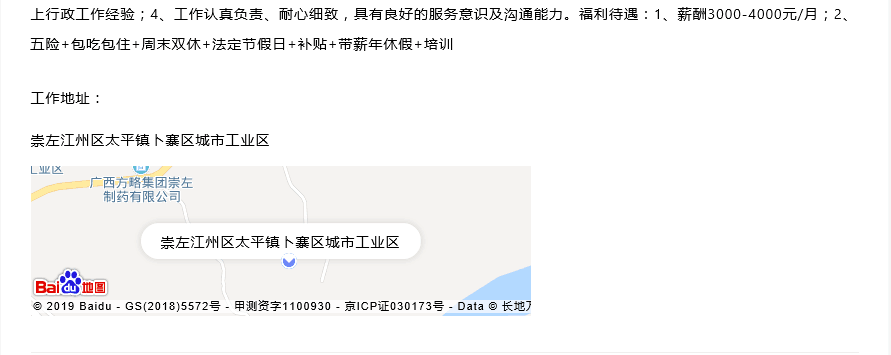 上行政工作经验；4、工作认真负责、耐心细致，具有良好的服务意识及沟通能力。福利待遇：1、薪酬3000-4000元/月；2、
五险+包吃包住+周末双休+法定节假日+补贴+带薪年休假+培训
工作地址：
崇左江州区太平镇卜寨区城市工业区
工业区
广西方略集团崇左
制药有限公司
崇左江州区太平镇卜寨区城市工业区
Bai du 地图
© 2019 Baidu - GS(2018)5572号 - 甲测资字1100930 - 京ICP证030173号 - Data © 长地万